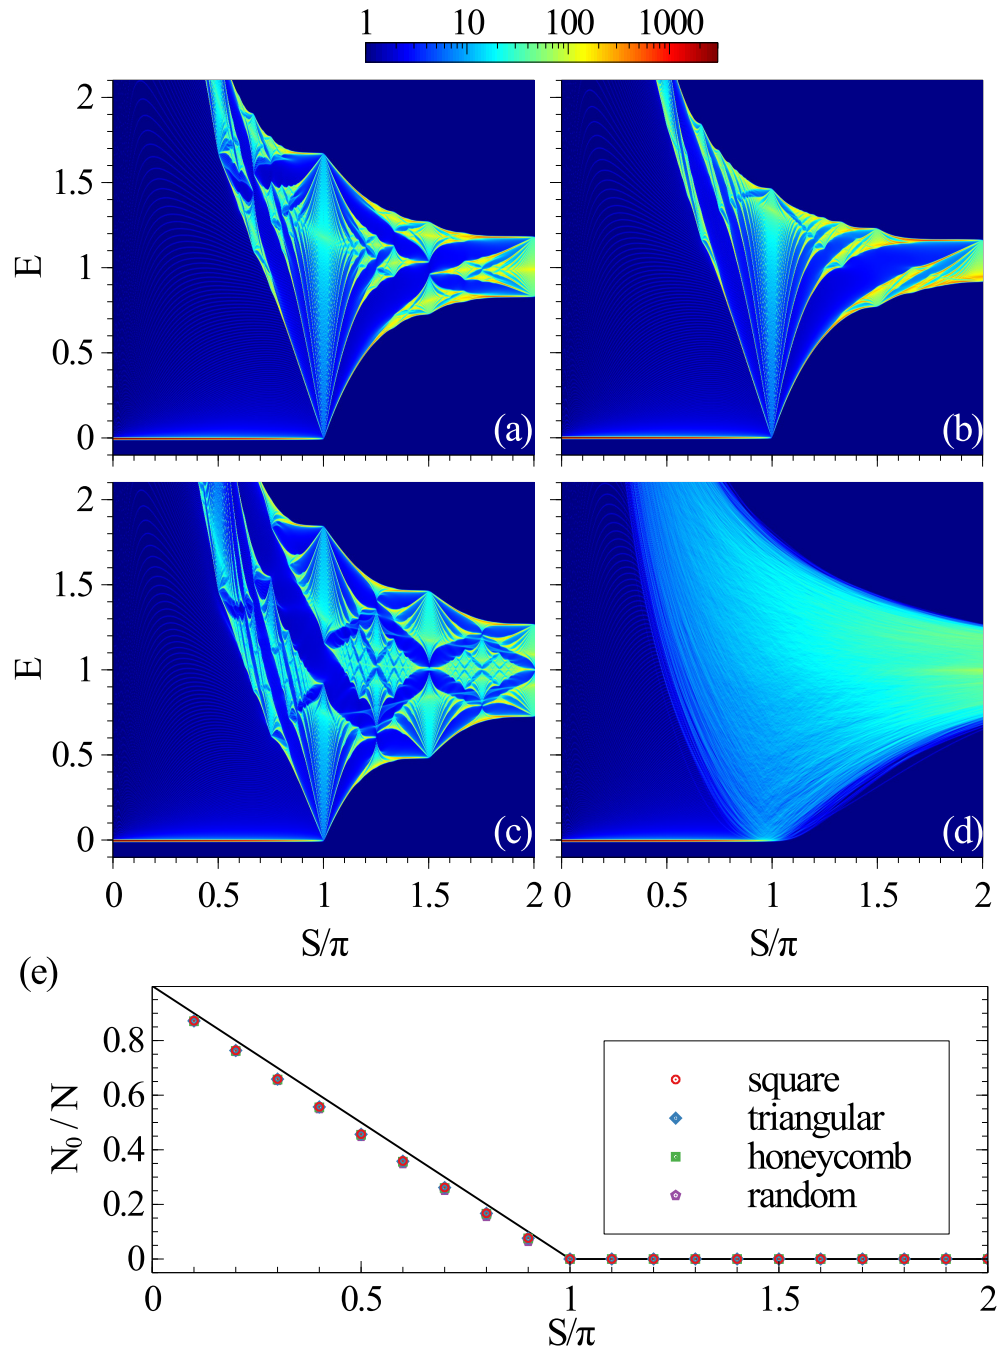 1 10 100 1000
2 1.5 1 0.5 0
E
(a) (b)
2 1.5 1 0.5 0
E
(c) (d)
0 0.5 1 1.5 2 0 0.5 1 1.5 2
S/π S/π
(e)
0.8 0.6 0.4 0.2 0
N₀ / N
square
triangular
honeycomb
random
0 0.5 1 1.5 2
S/π